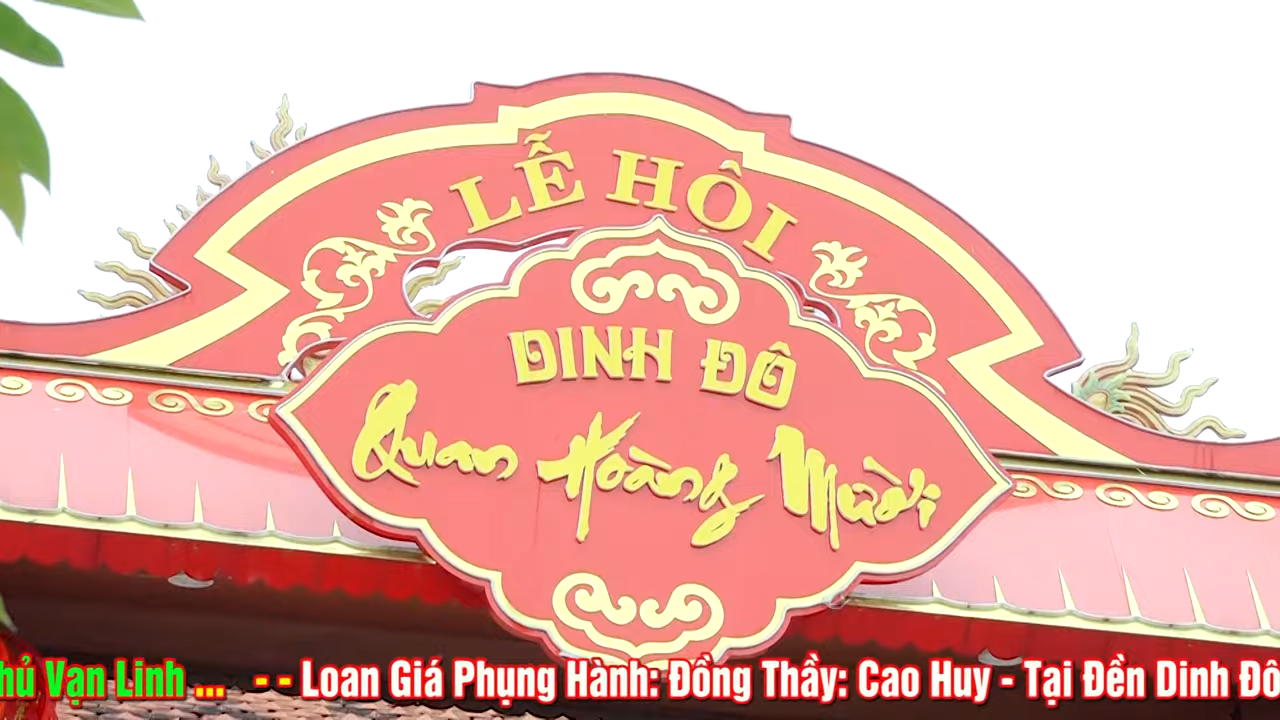 LỄ HỘI
DINH ĐÔ
Quan Hoàng Mười
Vạn Linh ... - - Loan Giá Phụng Hành: Đồng Thầy: Cao Huy - Tại Đền Dinh Đô